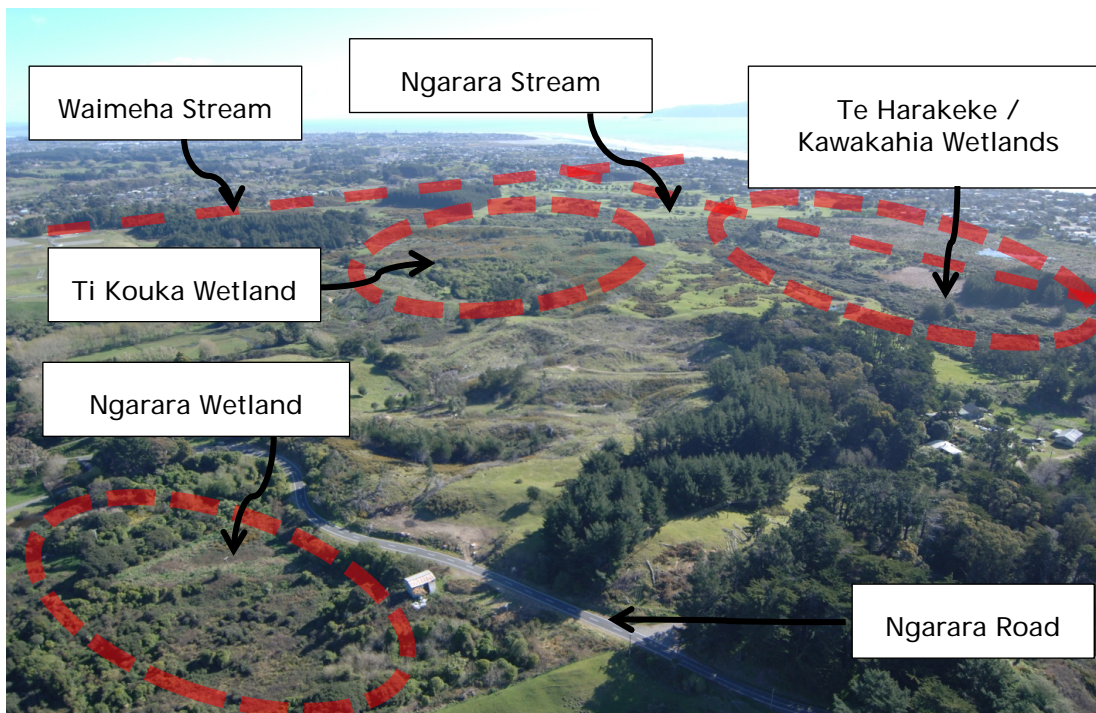 Waimeha Stream
Ngarara Stream
Te Harakeke /
Kawakahia Wetlands
Ti Kouka Wetland
Ngarara Wetland
Ngarara Road